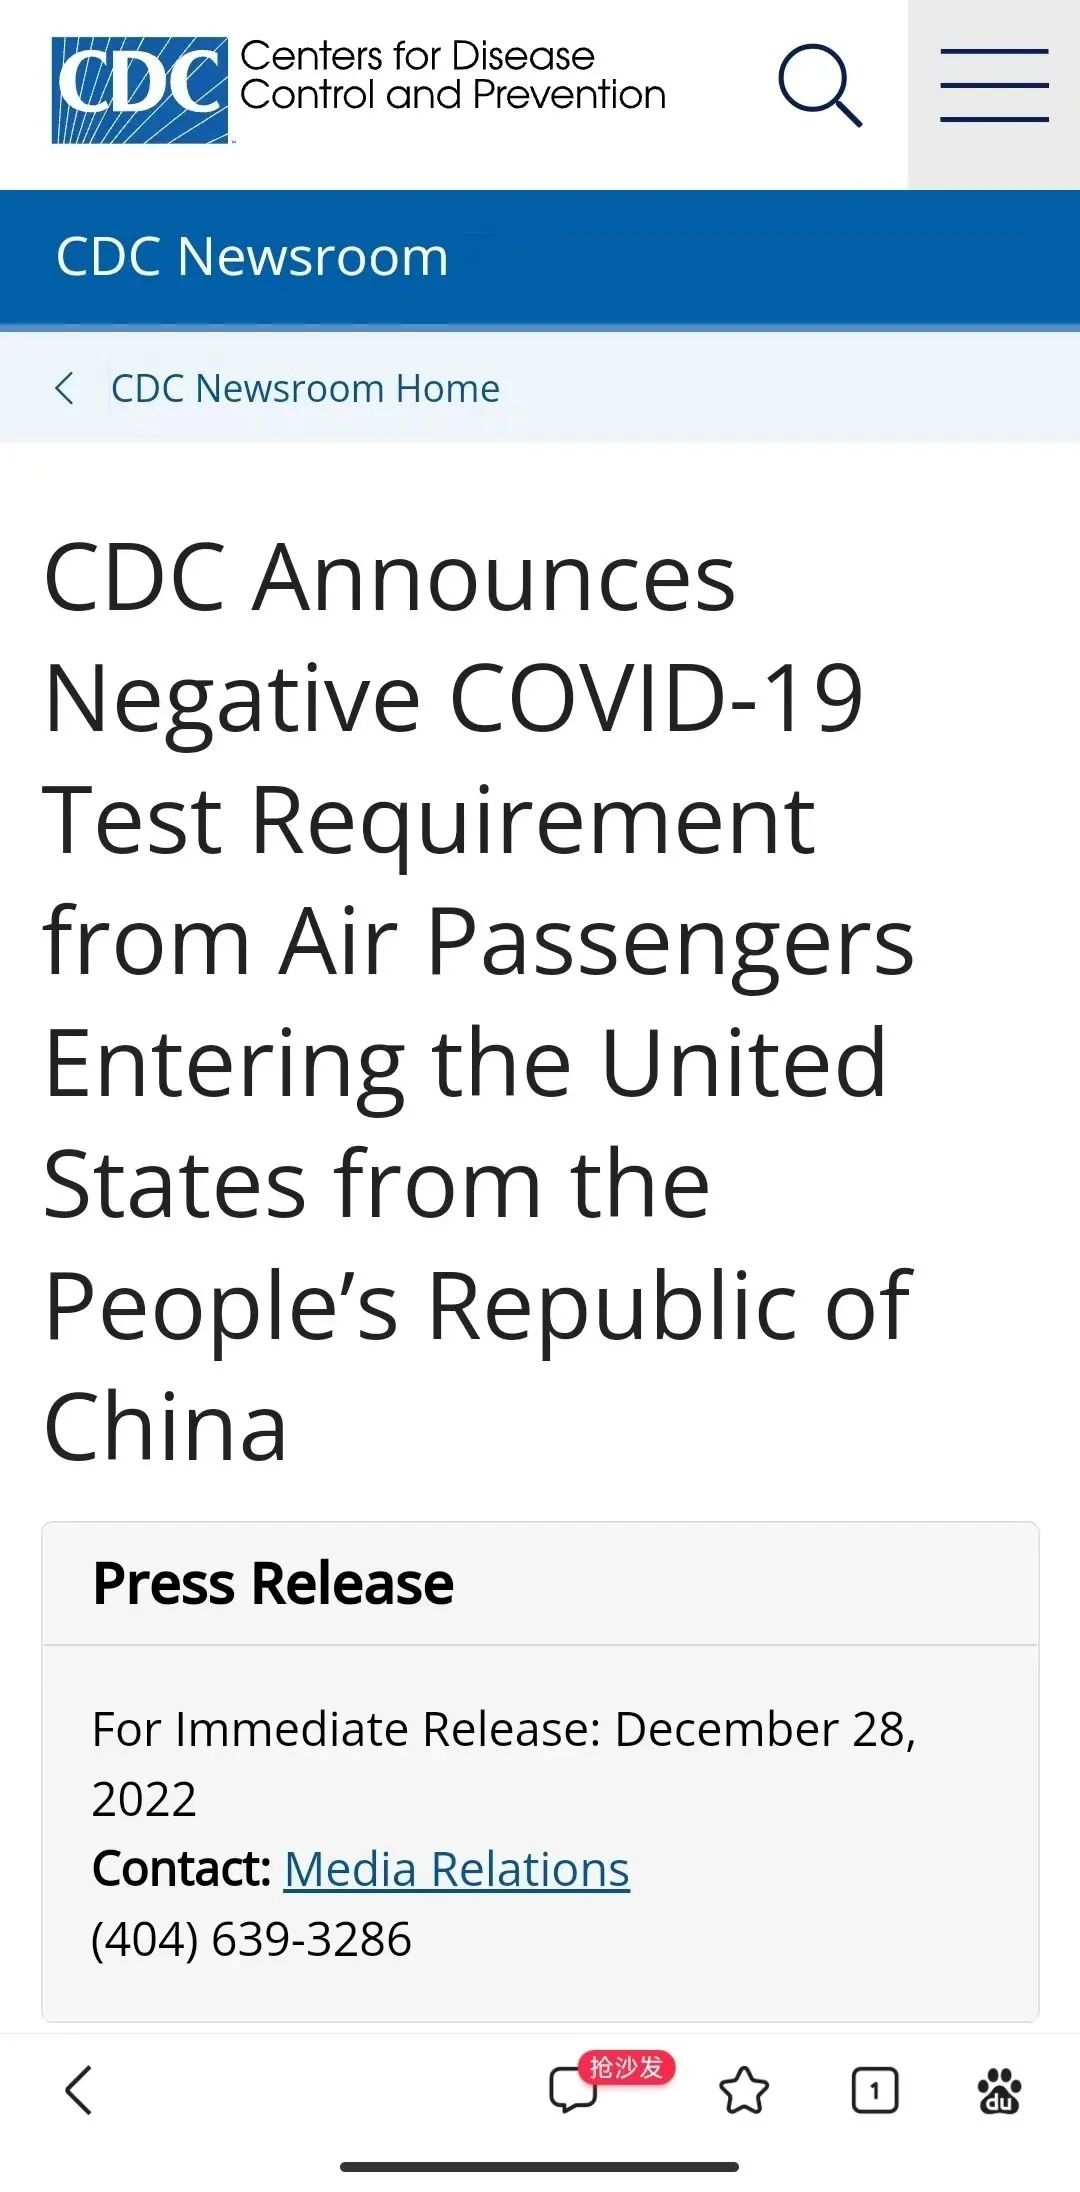 CDC
Centers for Disease
Control and Prevention
CDC Newsroom
CDC Newsroom Home
CDC Announces
Negative COVID-19
Test Requirement
from Air Passengers
Entering the United
States from the
People’s Republic of
China
Press Release
For Immediate Release: December 28,
2022
Contact: Media Relations
(404) 639-3286
抢沙发
1
du